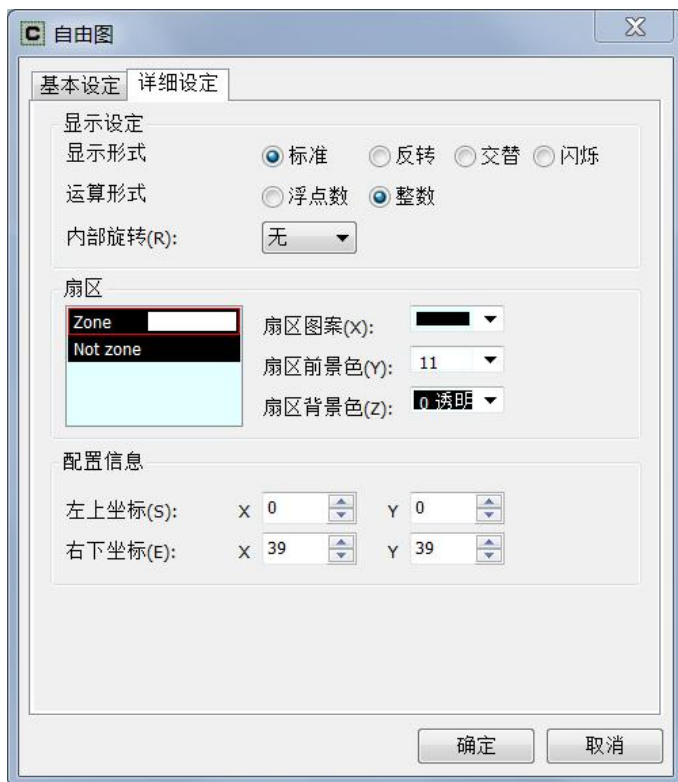 C 自由图
基本设定 详细设定
显示设定
显示形式 标准 反转 交替 闪烁
运算形式 浮点数 整数
内部旋转(R): 无
扇区
Zone
Not zone
扇区图案(X):
扇区前景色(Y): 11
扇区背景色(Z): 0 透明
配置信息
左上坐标(S): X 0 Y 0
右下坐标(E): X 39 Y 39
确定 取消